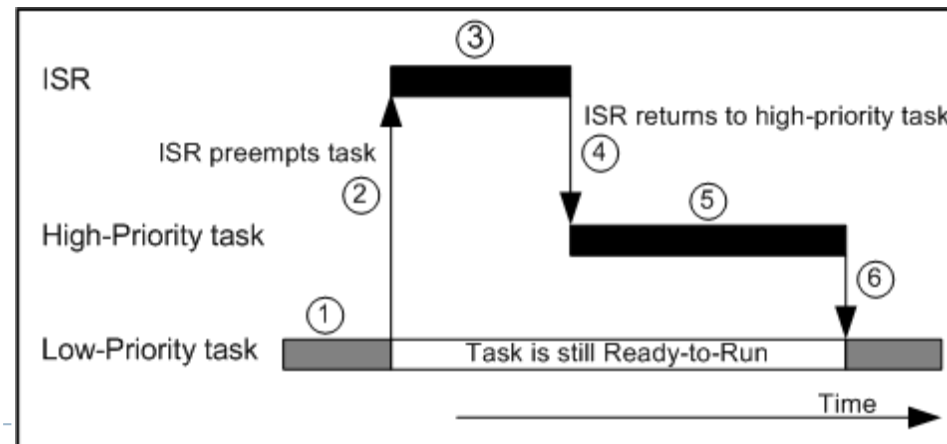 ③
ISR
ISR returns to high-priority task
ISR preempts task
④
②
⑤
High-Priority task
⑥
①
Low-Priority task
Task is still Ready-to-Run
Time